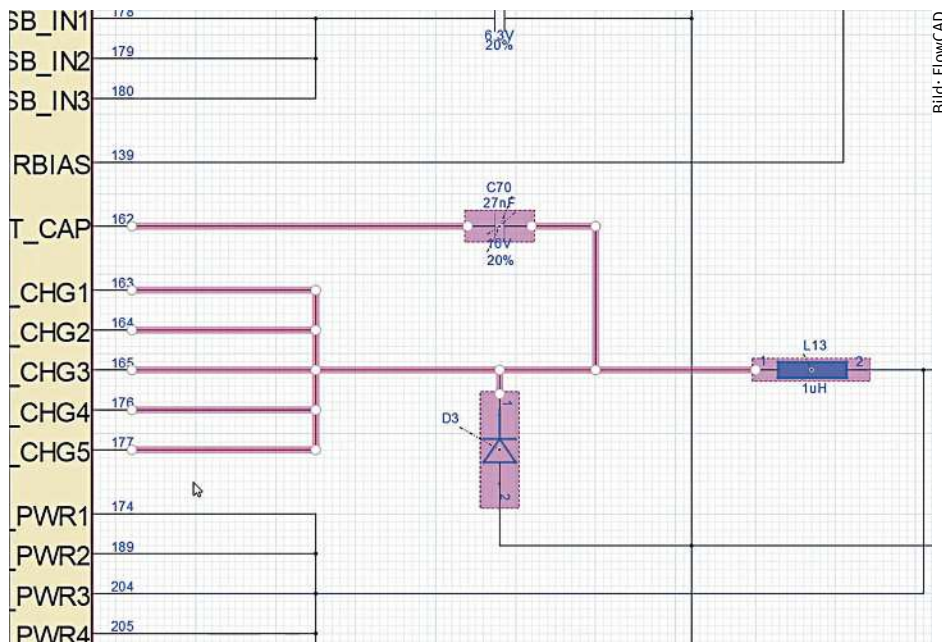 SB_IN1 178
SB_IN2 179
SB_IN3 180
6.3V
20%
Bild: FlowCAD
RBIAS 139
T_CAP 162
C70
27nF
16V
20%
_CHG1 163
_CHG2 164
_CHG3 165
_CHG4 176
_CHG5 177
L13
1 2
1uH
D3
1
2
_PWR1 174
_PWR2 189
_PWR3 204
_PWR4 205